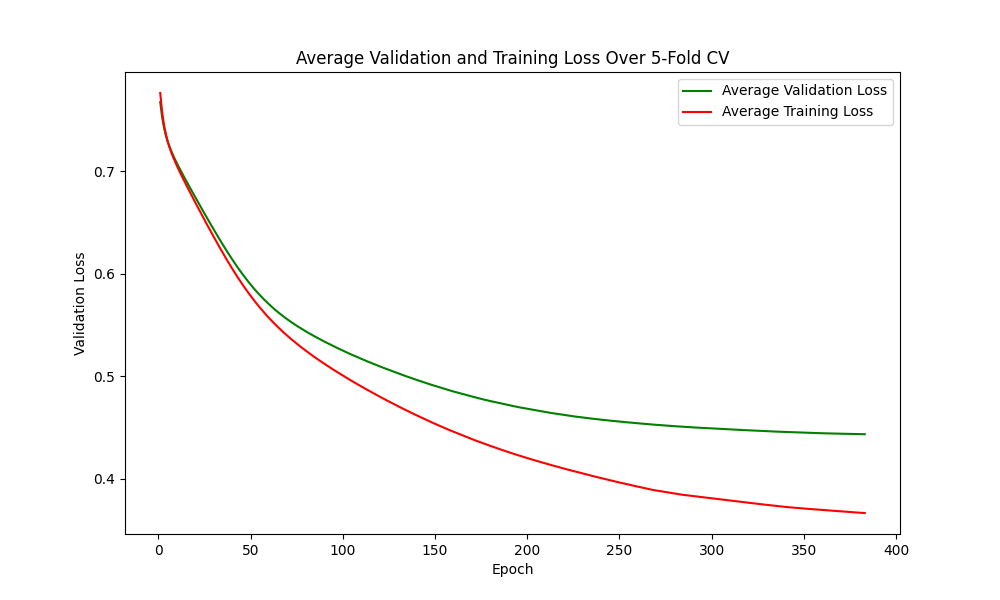 Average Validation and Training Loss Over 5-Fold CV
Average Validation Loss
Average Training Loss
Validation Loss
0.7
0.6
0.5
0.4
0 50 100 150 200 250 300 350 400
Epoch